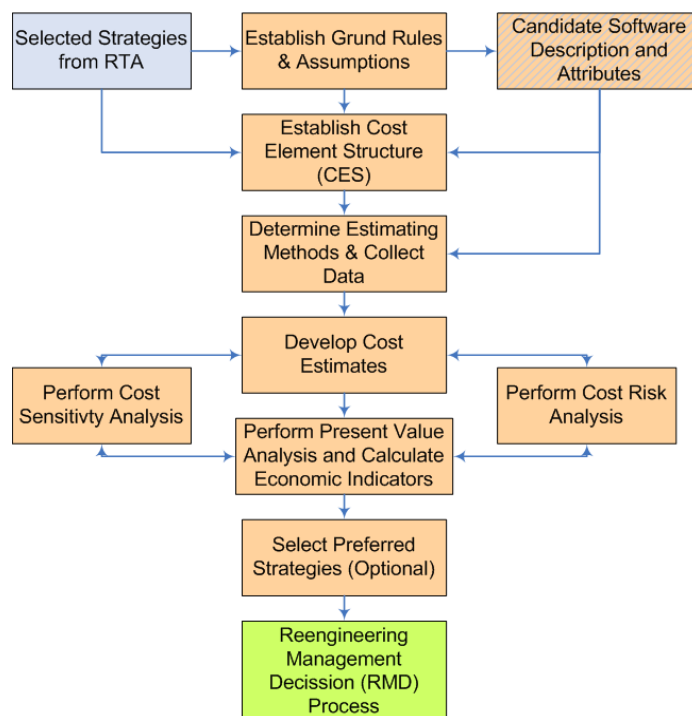 Selected Strategies
from RTA
Establish Grund Rules
& Assumptions
Candidate Software
Description and
Attributes
Establish Cost
Element Structure
(CES)
Determine Estimating
Methods & Collect
Data
Develop Cost
Estimates
Perform Cost
Sensitivty Analysis
Perform Cost Risk
Analysis
Perform Present Value
Analysis and Calculate
Economic Indicators
Select Preferred
Strategies (Optional)
Reengineering
Management
Decission (RMD)
Process